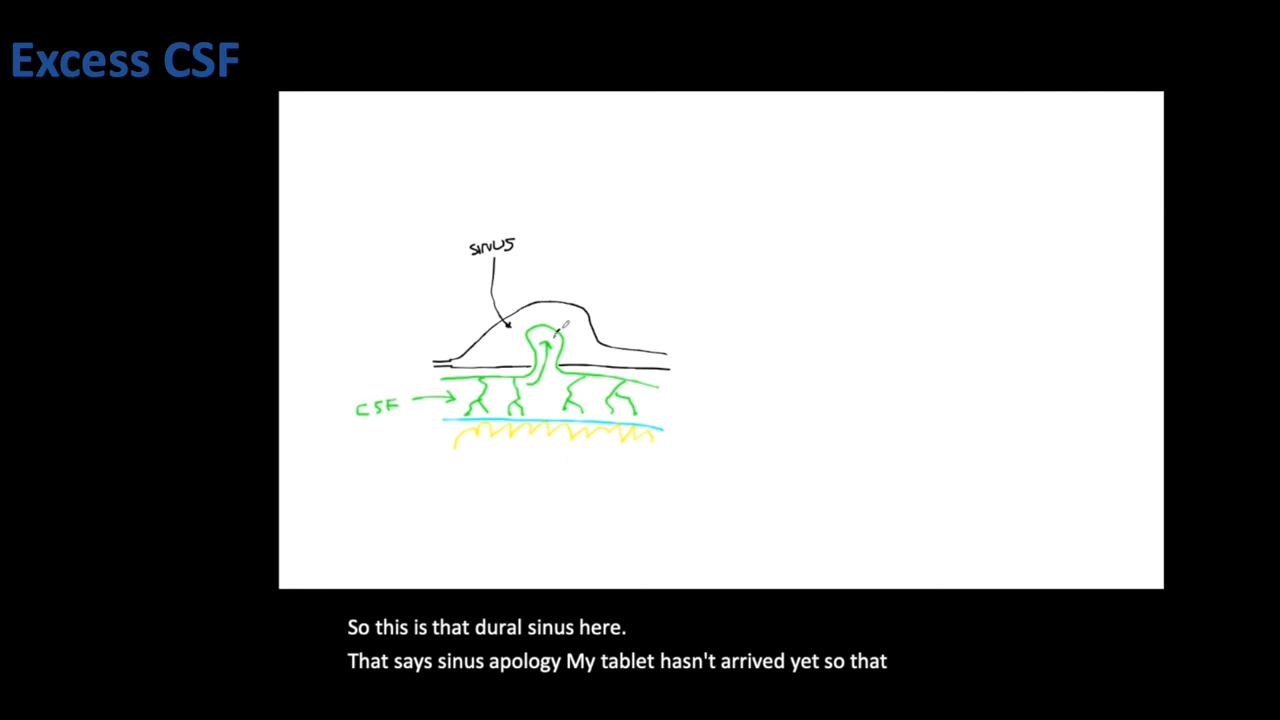 Excess CSF
SINUS
CSF
So this is that dural sinus here.
That says sinus apology My tablet hasn't arrived yet so that